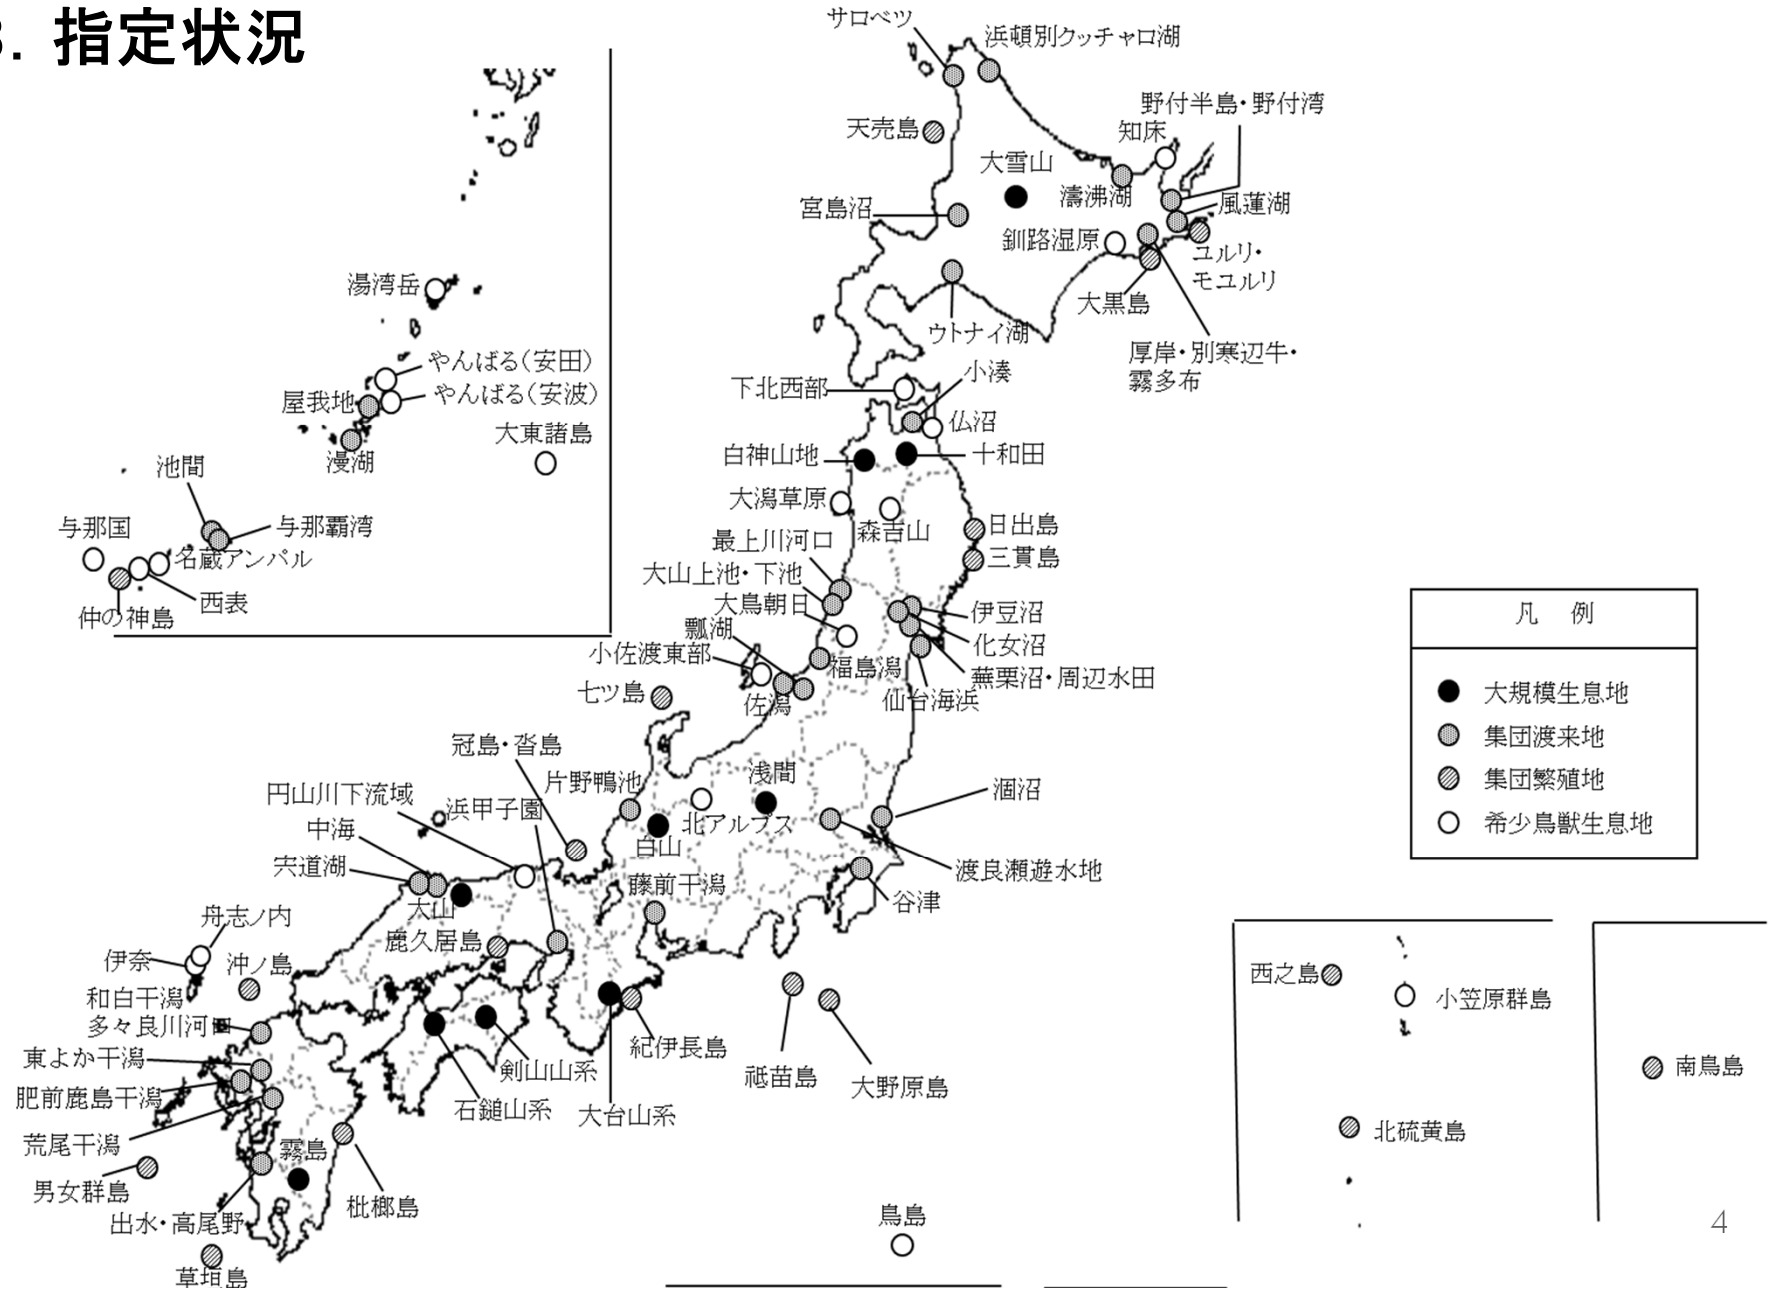 3. 指定状況
サロベツ
浜頓別クッチャロ湖
野付半島・野付湾
知床
天売島
大雪山
濤沸湖
宮島沼
風蓮湖
釧路湿原
ユルリ・
モユルリ
大黒島
ウトナイ湖
厚岸・別寒辺牛・
霧多布
湯湾岳
やんばる（安田）
やんばる（安波）
屋我地
大東諸島
漫湖
池間
与那国
与那覇湾
名蔵アンパル
西表
仲の神島
下北西部
小湊
仏沼
白神山地
十和田
大潟草原
森吉山
日出島
最上川河口
三貫島
大山上池・下池
大鳥朝日
伊豆沼
瓢湖
化女沼
小佐渡東部
福島潟
蕪栗沼・周辺水田
七ツ島
佐潟
仙台海浜
凡 例
大規模生息地
集団渡来地
集団繁殖地
希少鳥獣生息地
冠島・沓島
片野鴨池
浅間
涸沼
円山川下流域
浜甲子園
北アルプス
中海
白山
宍道湖
渡良瀬遊水地
藤前干潟
谷津
大山
舟志ノ内
鹿久居島
伊奈
沖ノ島
和白干潟
多々良川河口
紀伊長島
東よか干潟
剣山山系
祗苗島
肥前鹿島干潟
大野原島
石鎚山系
大台山系
荒尾干潟
霧島
男女群島
枇榔島
出水・高尾野
草垣島
鳥島
西之島
小笠原群島
南鳥島
北硫黄島
4